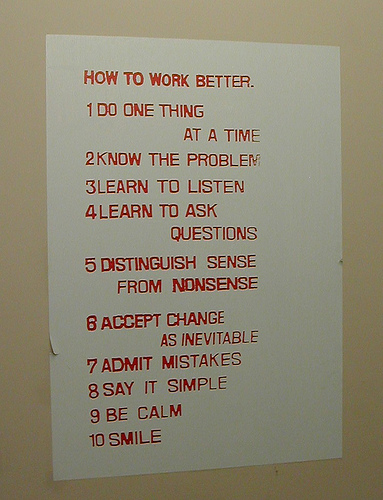 HOW TO WORK BETTER.
1 DO ONE THING
AT A TIME
2 KNOW THE PROBLEM
3 LEARN TO LISTEN
4 LEARN TO ASK
QUESTIONS
5 DISTINGUISH SENSE
FROM NONSENSE
6 ACCEPT CHANGE
AS INEVITABLE
7 ADMIT MISTAKES
8 SAY IT SIMPLE
9 BE CALM
10 SMILE